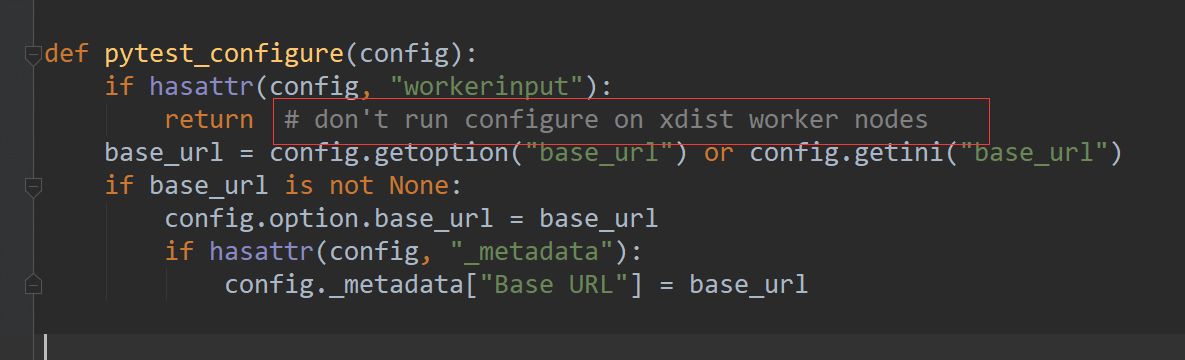 def pytest_configure(config):
    if hasattr(config, "workerinput"):
        return  # don't run configure on xdist worker nodes
    base_url = config.getoption("base_url") or config.getini("base_url")
    if base_url is not None:
        config.option.base_url = base_url
        if hasattr(config, "_metadata"):
            config._metadata["Base URL"] = base_url